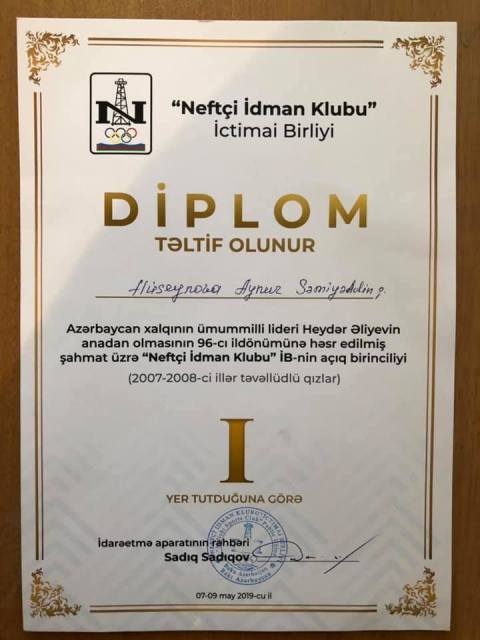 N
"Neftçi İdman Klubu"
İctimai Birliyi
DİPLOM
TƏLTİF OLUNUR
Hüseynova Aynur Səmiyəddin q.
Azərbaycan xalqının ümummilli lideri Heydər Əliyevin
anadan olmasının 96-cı ildönümünə həsr edilmiş
şahmat üzrə "Neftçi İdman Klubu" İB-nin açıq birinciliyi
(2007-2008-ci illər təvəllüdlü qızlar)
I
YER TUTDUĞUNA GÖRƏ
İdarəetmə aparatının rəhbəri
Sadıq Sadıqov
07-09 may 2019-cu il